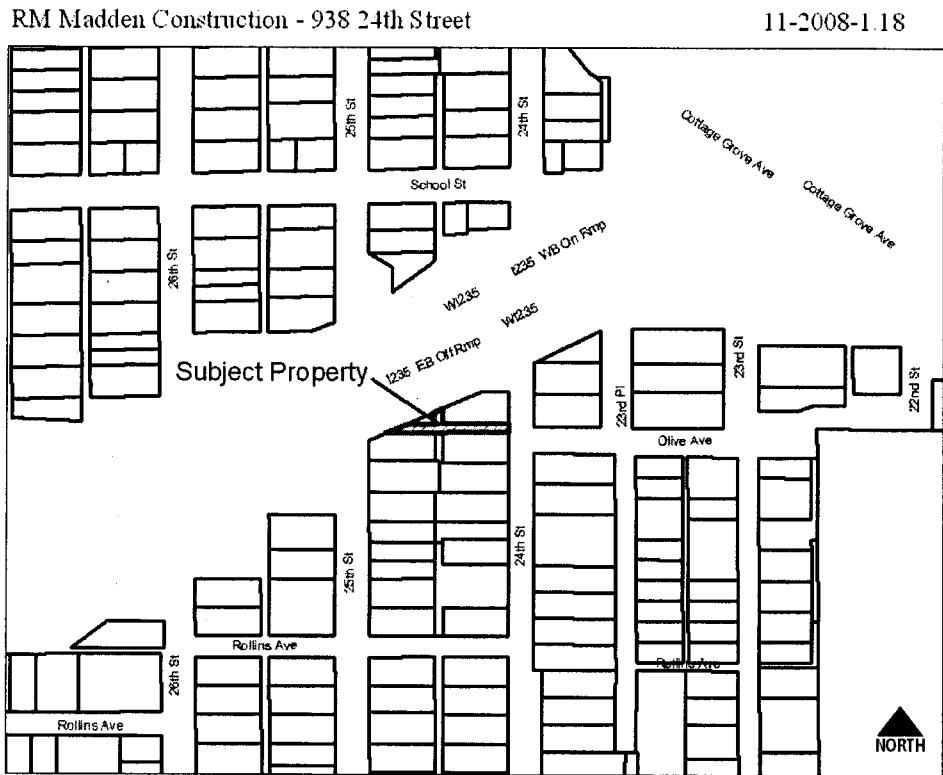 RM Madden Construction - 938 24th Street
11-2008-1.18
25th St
24th St
Cottage Grove Ave
Cottage Grove Ave
School St
26th St
I235 WB On Rmp
WI235
WI235
I235 EB Off Rmp
Subject Property
23rd Pl
23rd St
22nd St
Olive Ave
25th St
24th St
Rollins Ave
Rollins Ave
26th St
Rollins Ave
NORTH